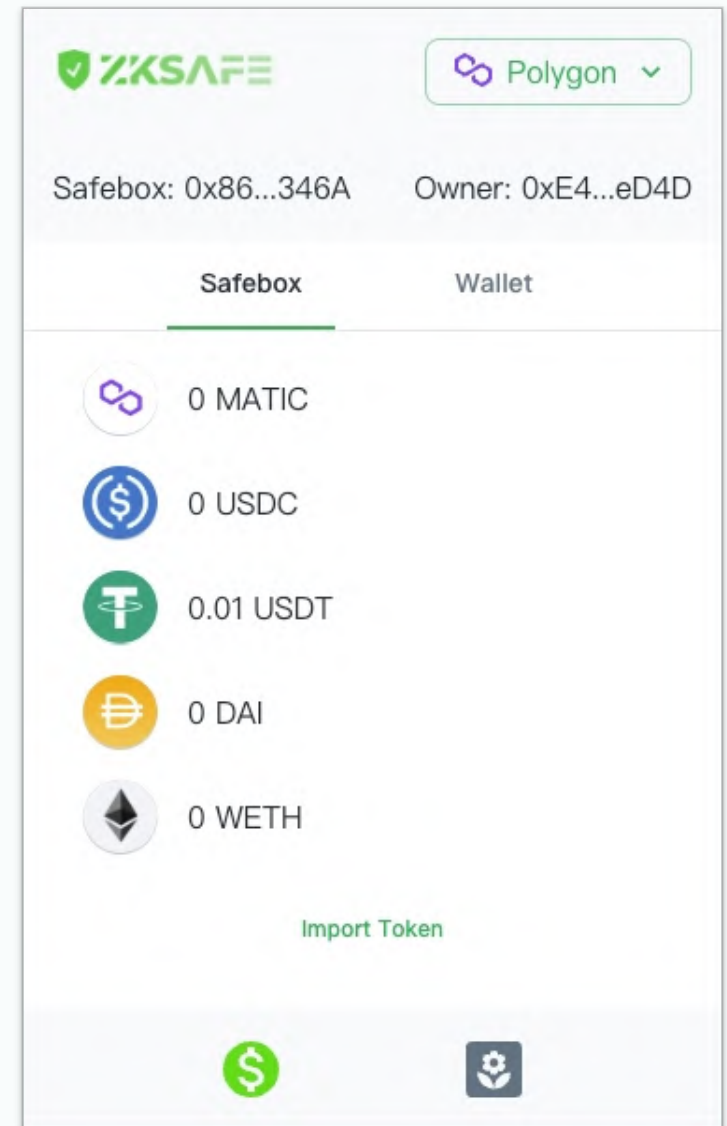 ZKSAFE
Polygon
Safebox: 0x86...346A Owner: 0xE4...eD4D
Safebox Wallet
0 MATIC
0 USDC
0.01 USDT
0 DAI
0 WETH
Import Token